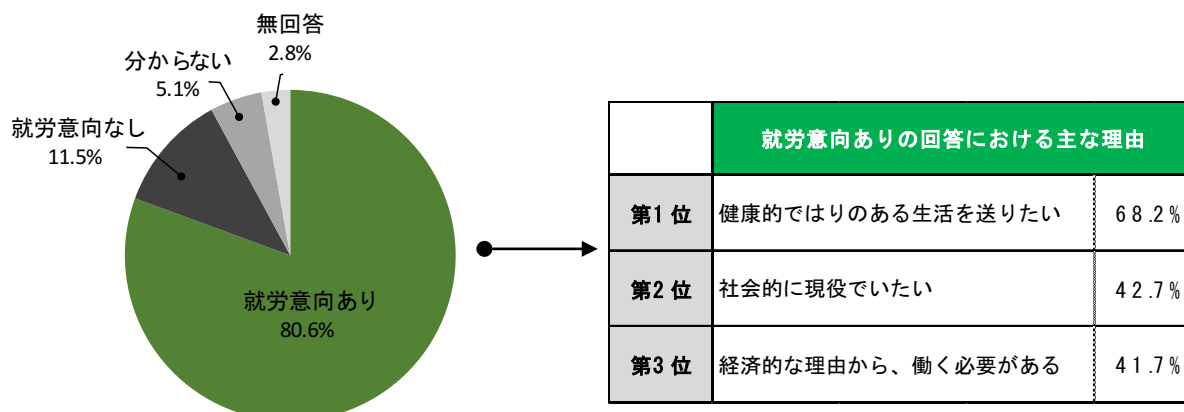 無回答
2.8%
分からない
5.1%
就労意向なし
11.5%
就労意向あり
80.6%
就労意向ありの回答における主な理由
第1位 健康的ではりのある生活を送りたい 68.2%
第2位 社会的に現役でいたい 42.7%
第3位 経済的な理由から、働く必要がある 41.7%